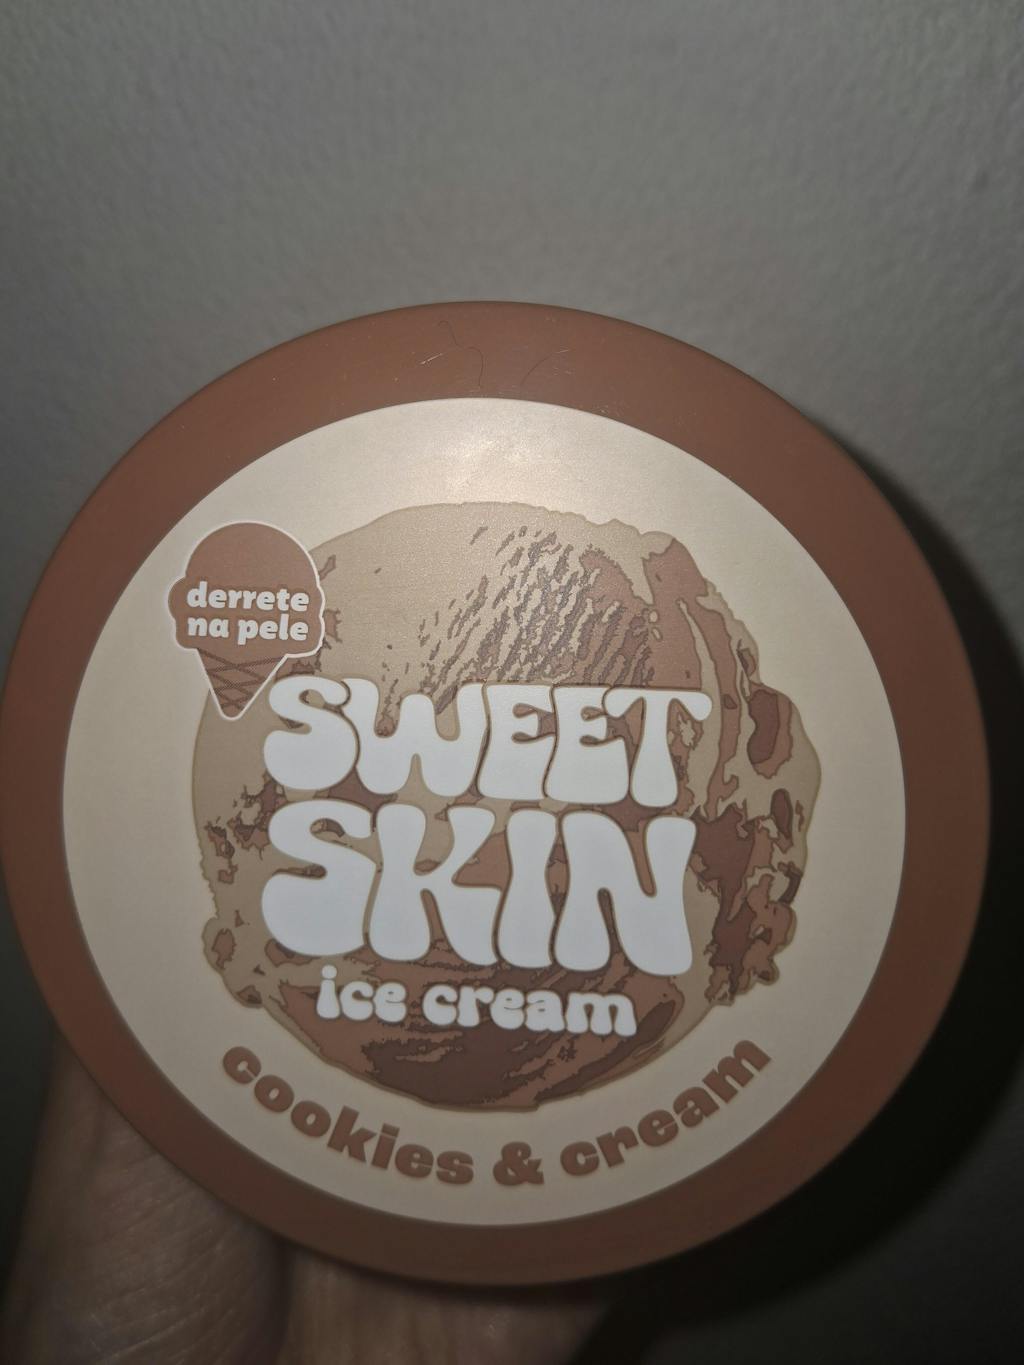 derrete
na pele
SWEET
SKIN
ice cream
cookies & cream